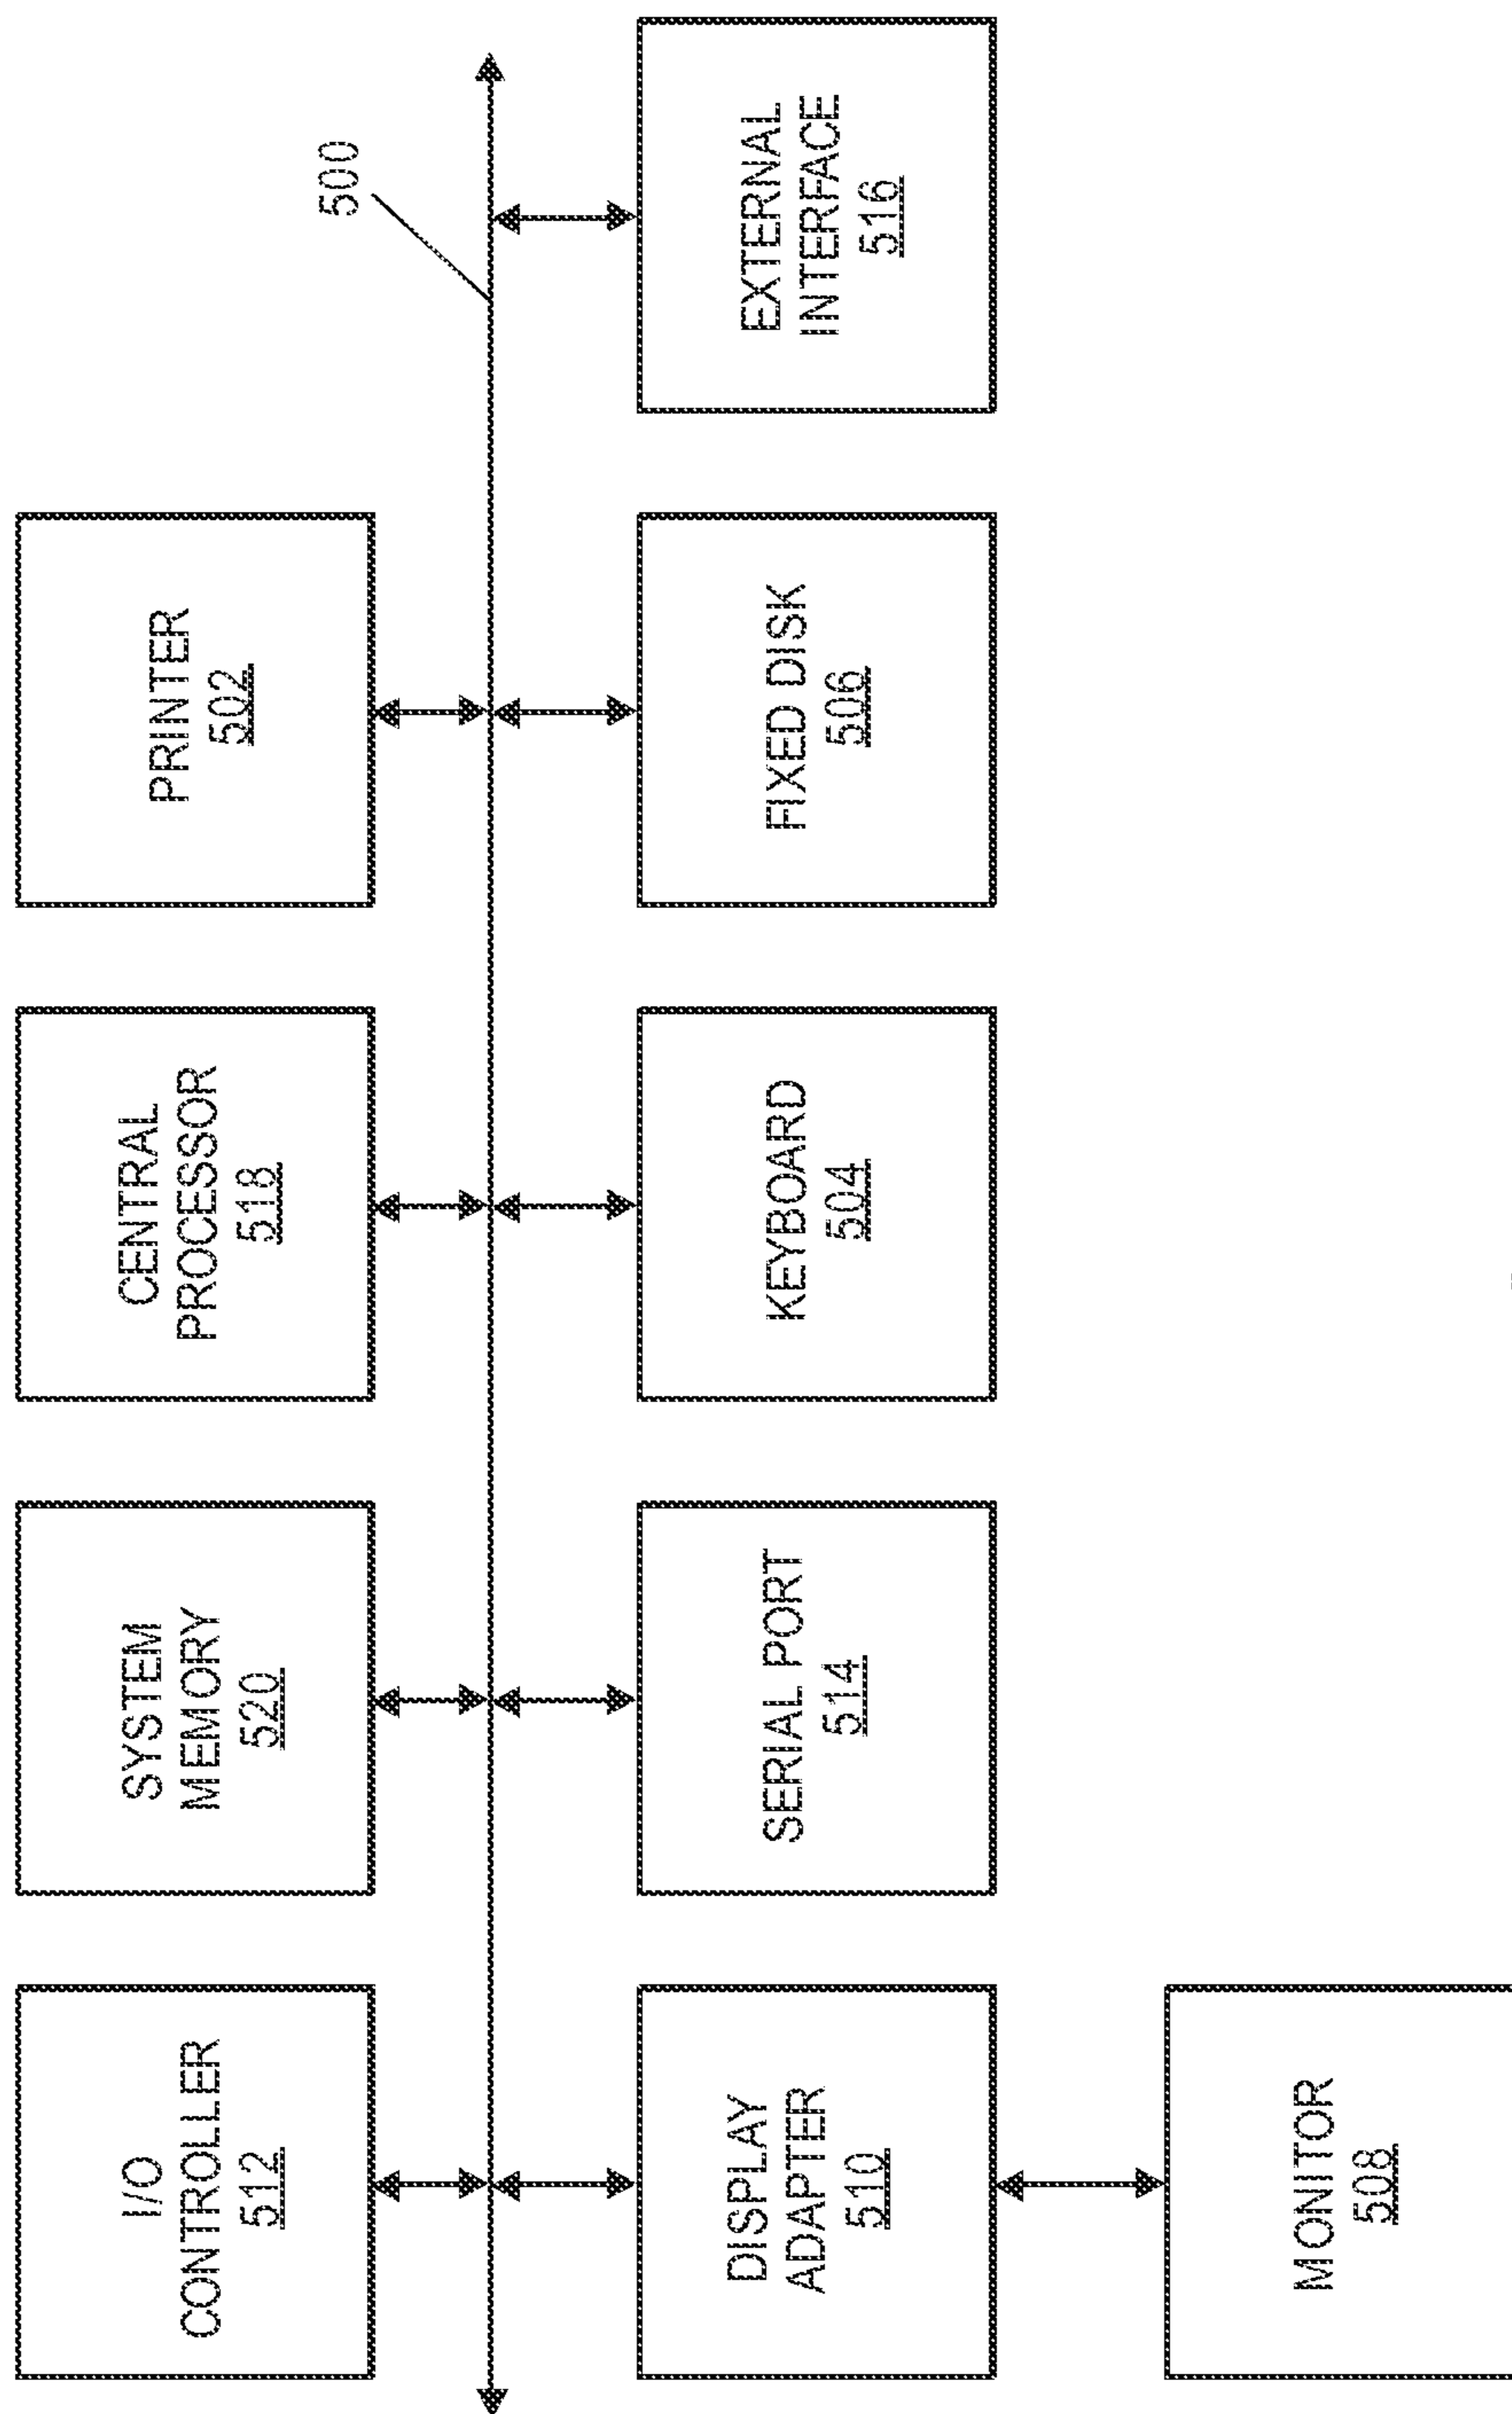 I/O
CONTROLLER
512
SYSTEM
MEMORY
520
CENTRAL
PROCESSOR
518
PRINTER
502
500
DISPLAY
ADAPTER
510
SERIAL PORT
514
KEYBOARD
504
FIXED DISK
506
EXTERNAL
INTERFACE
516
MONITOR
508